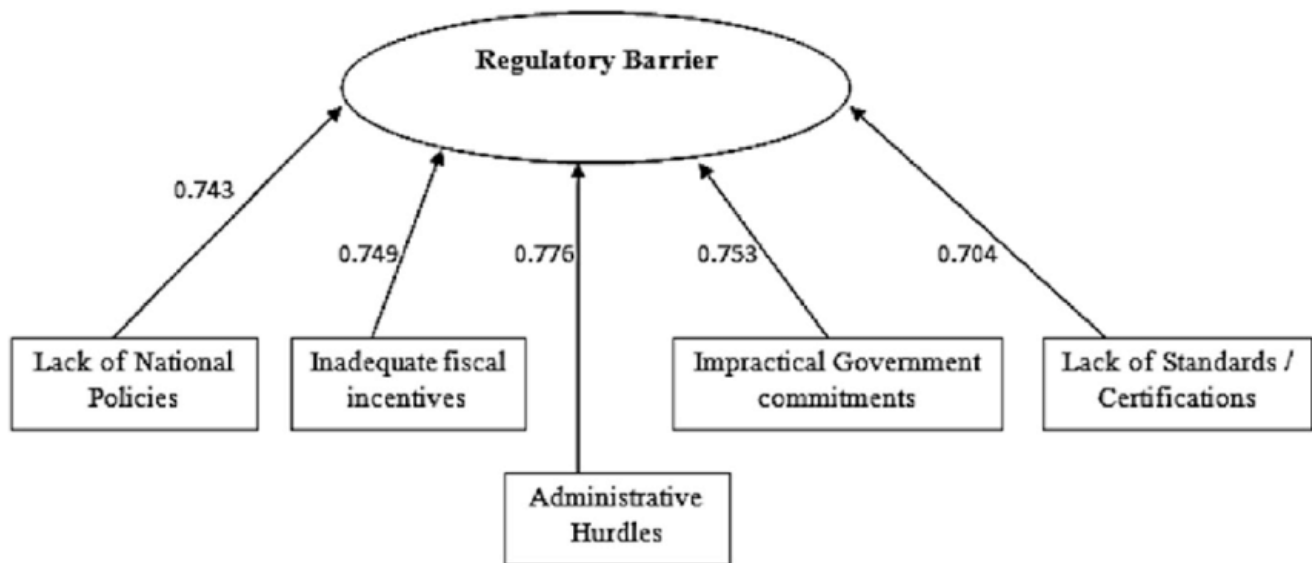 Regulatory Barrier
0.743
0.749
0.776
0.753
0.704
Lack of National
Policies
Inadequate fiscal
incentives
Impractical Government
commitments
Lack of Standards /
Certifications
Administrative
Hurdles